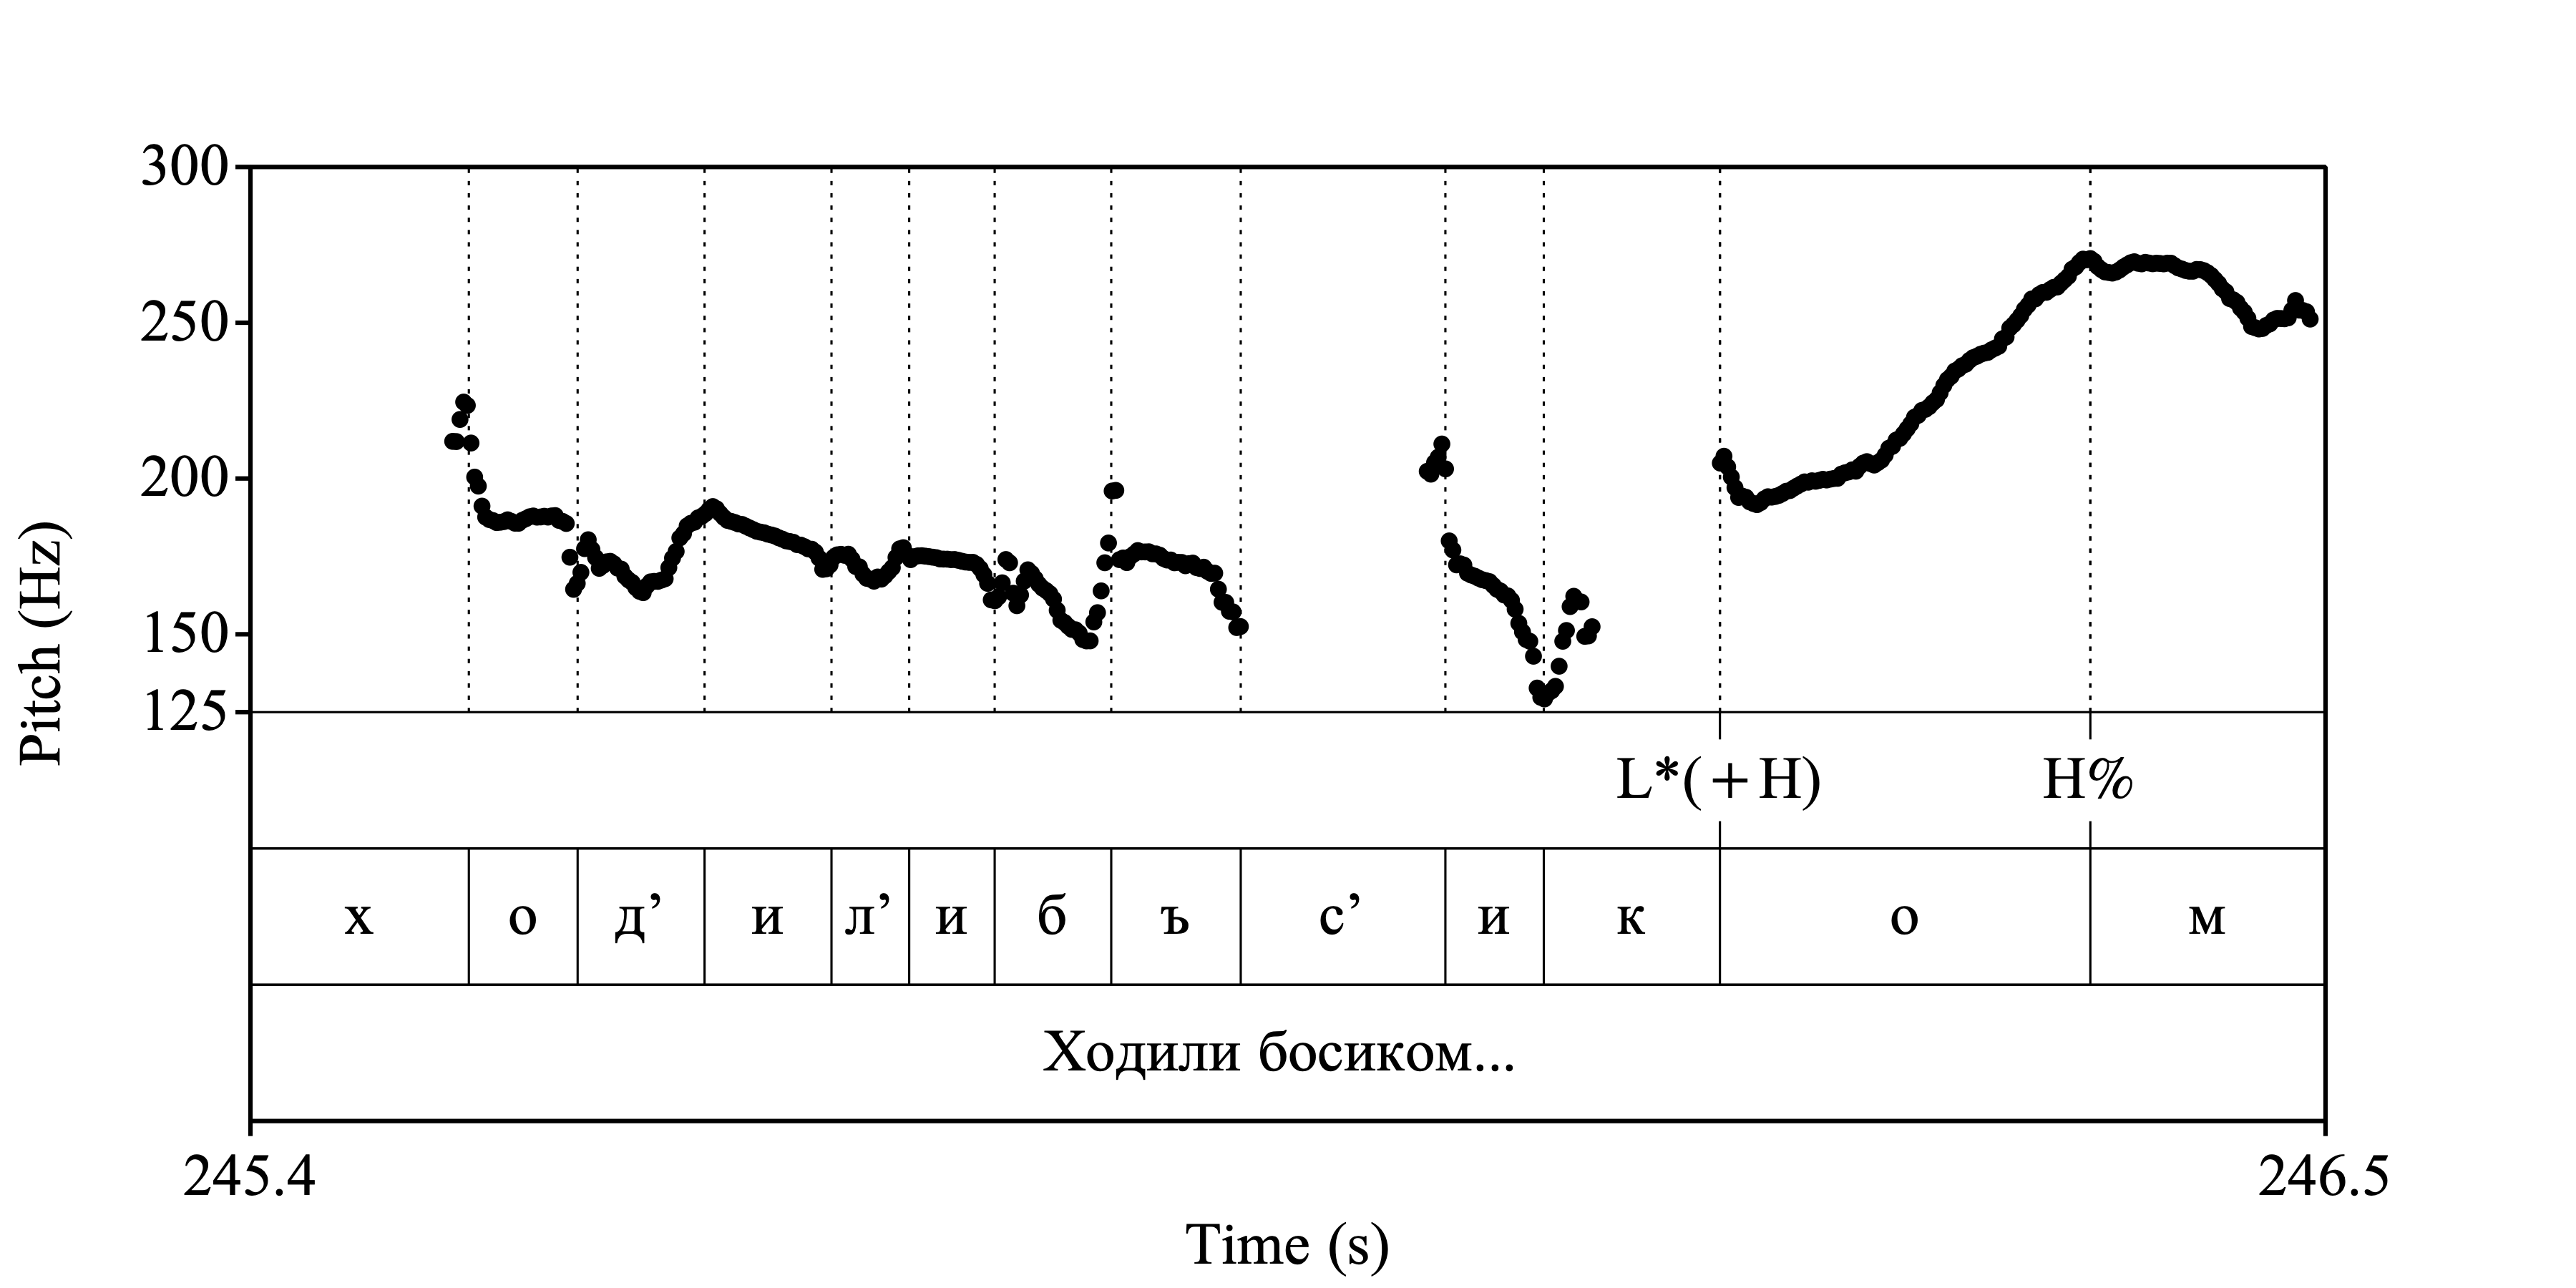 300
250
200
150
125
Pitch (Hz)
L*(+H) H%
х о д’ и л’ и б ъ с’ и к о м
Ходили босиком...
245.4 246.5
Time (s)